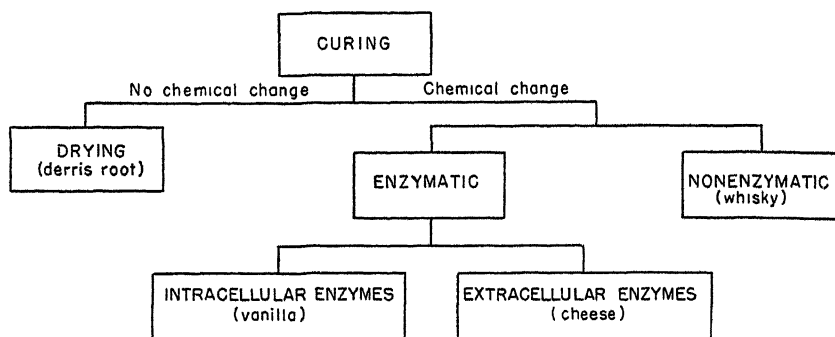 CURING
No chemical change
Chemical change
DRYING
(derris root)
ENZYMATIC
NONENZYMATIC
(whisky)
INTRACELLULAR ENZYMES
(vanilla)
EXTRACELLULAR ENZYMES
(cheese)